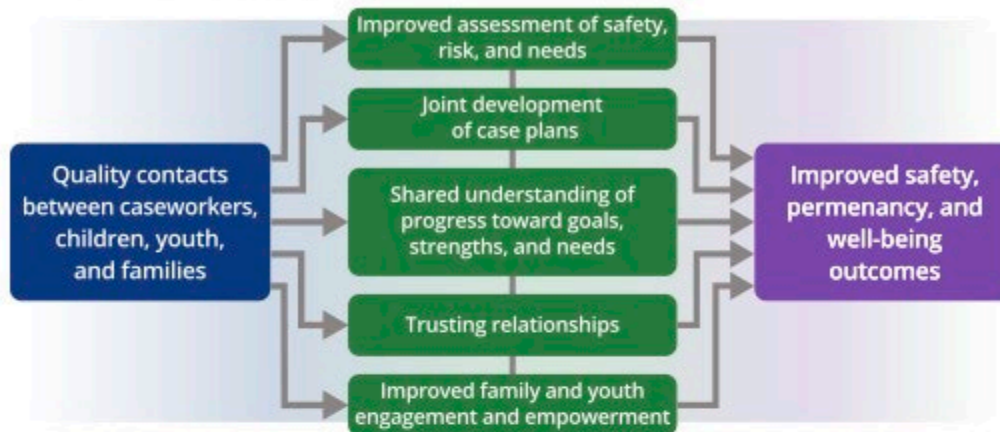 Improved assessment of safety,
risk, and needs
Joint development
of case plans
Quality contacts
between caseworkers,
children, youth,
and families
Shared understanding of
progress toward goals,
strengths, and needs
Improved safety,
permenancy, and
well-being
outcomes
Trusting relationships
Improved family and youth
engagement and empowerment